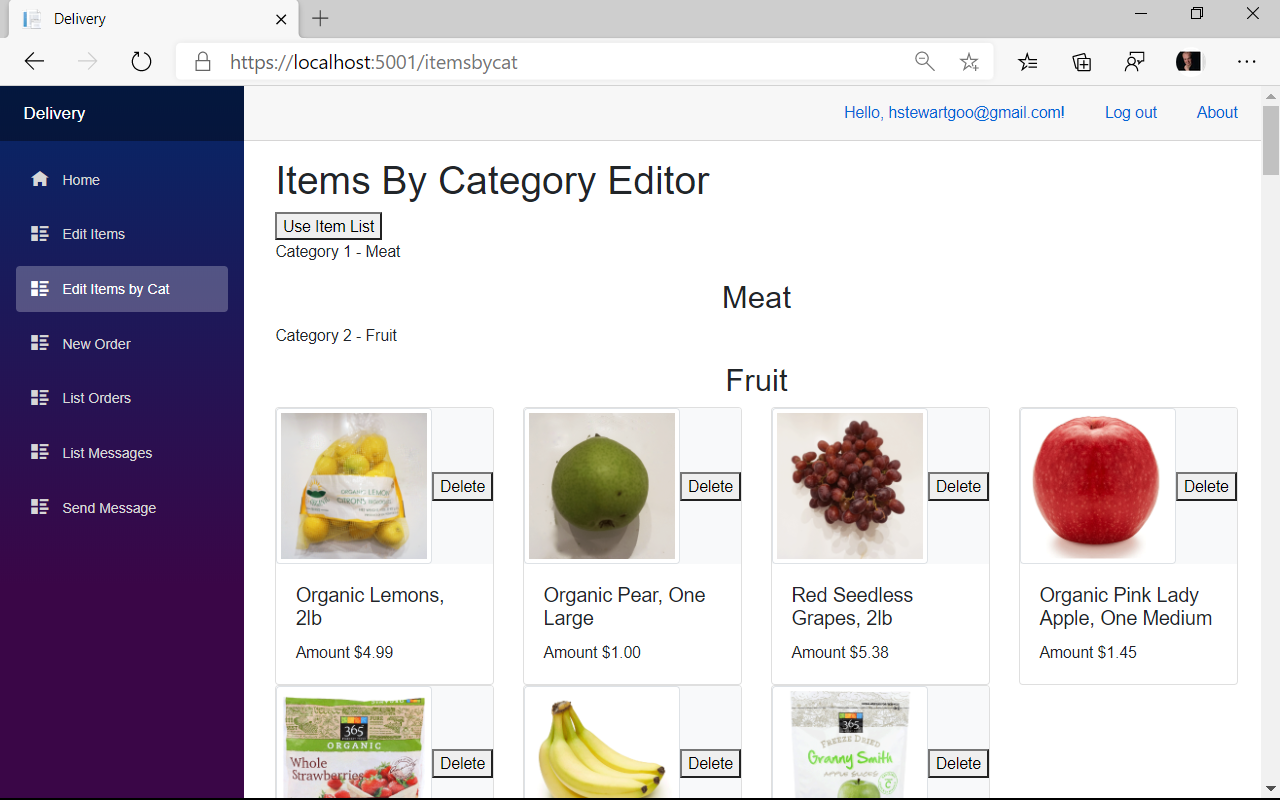 Delivery
https://localhost:5001/itemsbycat
Delivery
Hello, hstewartgoo@gmail.com!
Log out
About
Home
Edit Items
Edit Items by Cat
New Order
List Orders
List Messages
Send Message
Items By Category Editor
Use Item List
Category 1 - Meat
Meat
Category 2 - Fruit
Fruit
ORGANIC LEMON
Delete
Organic Lemons,
2lb
Amount $4.99
Delete
Organic Pear, One
Large
Amount $1.00
Delete
Red Seedless
Grapes, 2lb
Amount $5.38
Delete
Organic Pink Lady
Apple, One Medium
Amount $1.45
365
ORGANIC
Whole
Strawberries
Delete
Delete
365
FREEZE DRIED
Granny Smith
APPLE SLICES
Delete